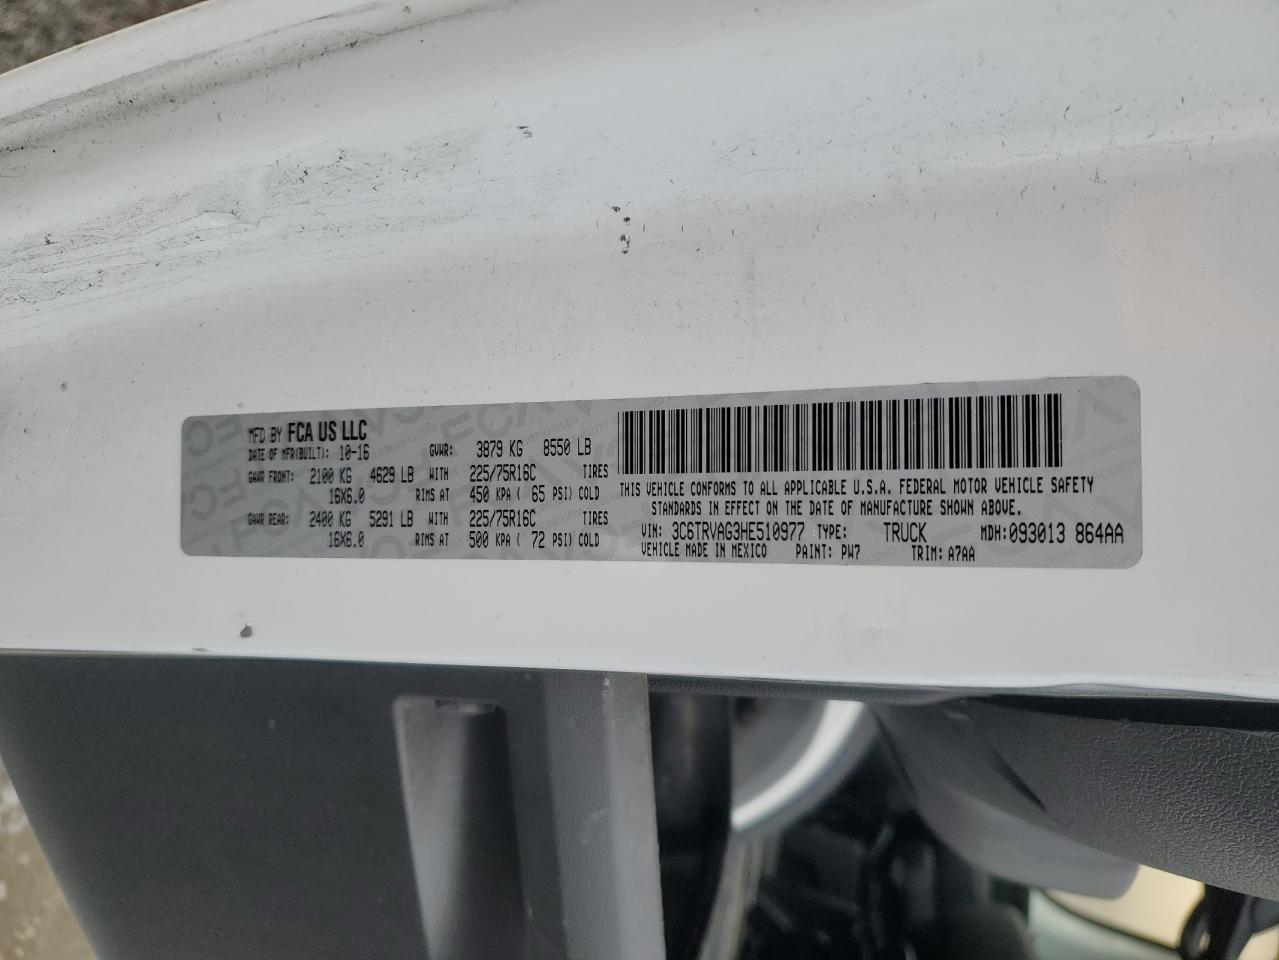 MFD BY FCA US LLC
DATE OF MFR(BUILT): 10-16 GVWR: 3879 KG 8550 LB
GAWR FRONT: 2100 KG 4629 LB WITH 225/75R16C TIRES
16X6.0 RIMS AT 450 KPA ( 65 PSI) COLD
GAWR REAR: 2400 KG 5291 LB WITH 225/75R16C TIRES
16X6.0 RIMS AT 500 KPA ( 72 PSI) COLD
THIS VEHICLE CONFORMS TO ALL APPLICABLE U.S.A. FEDERAL MOTOR VEHICLE SAFETY
STANDARDS IN EFFECT ON THE DATE OF MANUFACTURE SHOWN ABOVE.
VIN: 3C6TRVAG3HE510977 TYPE: TRUCK MDH:093013 864AA
VEHICLE MADE IN MEXICO PAINT: PW7 TRIM: A7AA